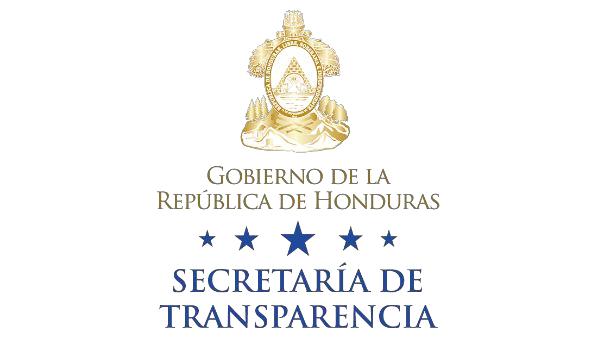 GOBIERNO DE LA
REPÚBLICA DE HONDURAS
SECRETARÍA DE
TRANSPARENCIA